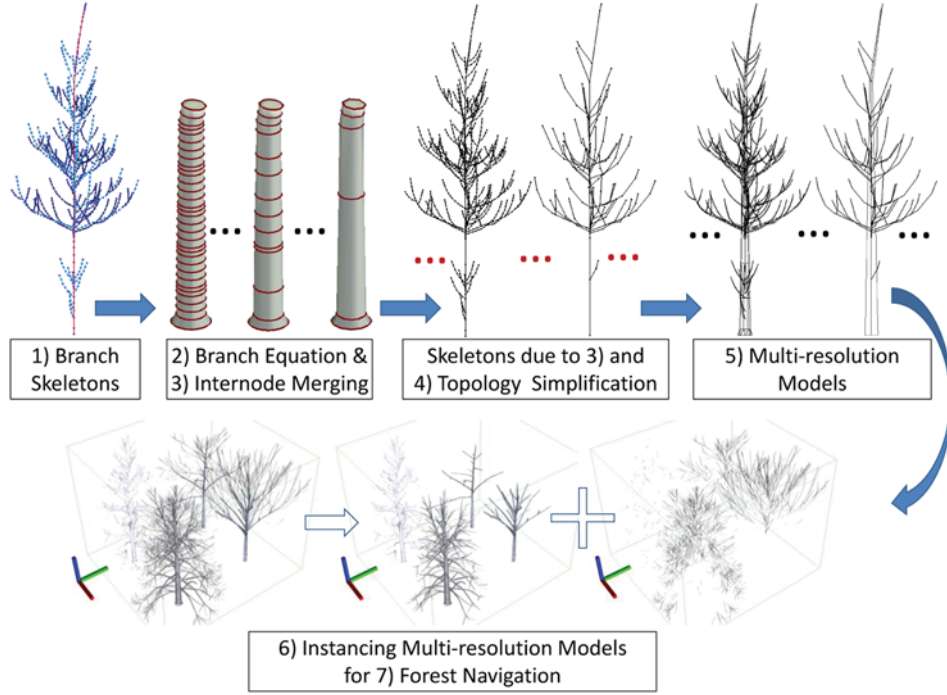 1) Branch
Skeletons
2) Branch Equation &
3) Internode Merging
Skeletons due to 3) and
4) Topology Simplification
5) Multi-resolution
Models
6) Instancing Multi-resolution Models
for 7) Forest Navigation